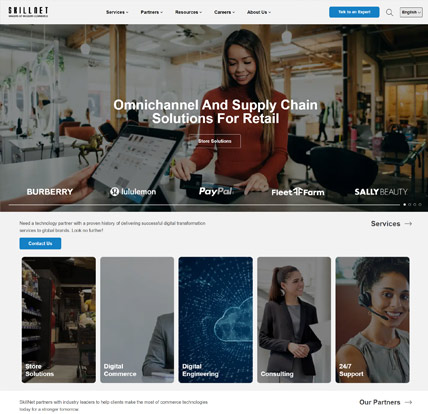 SKILLNET
Services
Partners
Resources
Careers
About Us
Talk to an Expert
English
Omnichannel And Supply Chain
Solutions For Retail
Store Solutions
BURBERRY
lululemon
PayPal
Fleet Farm
SALLY BEAUTY
Need a technology partner with a proven history of delivering successful digital transformation
services to global brands. Look no further!
Services
Contact Us
Store
Solutions
Digital
Commerce
Digital
Engineering
Consulting
24/7
Support
SkillNet partners with industry leaders to help clients make the most of commerce technologies
today for a stronger tomorrow.
Our Partners